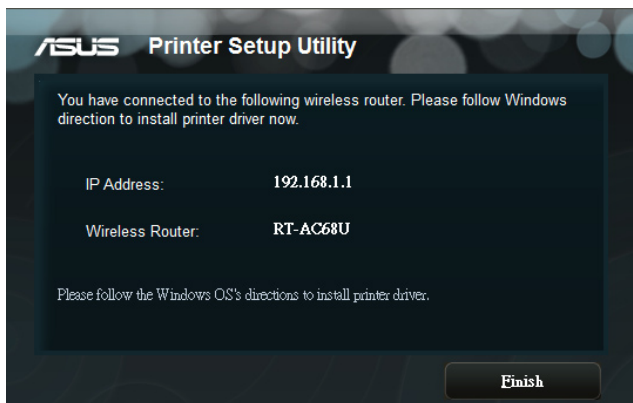 ASUS Printer Setup Utility
You have connected to the following wireless router. Please follow Windows
direction to install printer driver now.
IP Address: 192.168.1.1
Wireless Router: RT-AC68U
Please follow the Windows OS's directions to install printer driver.
Finish